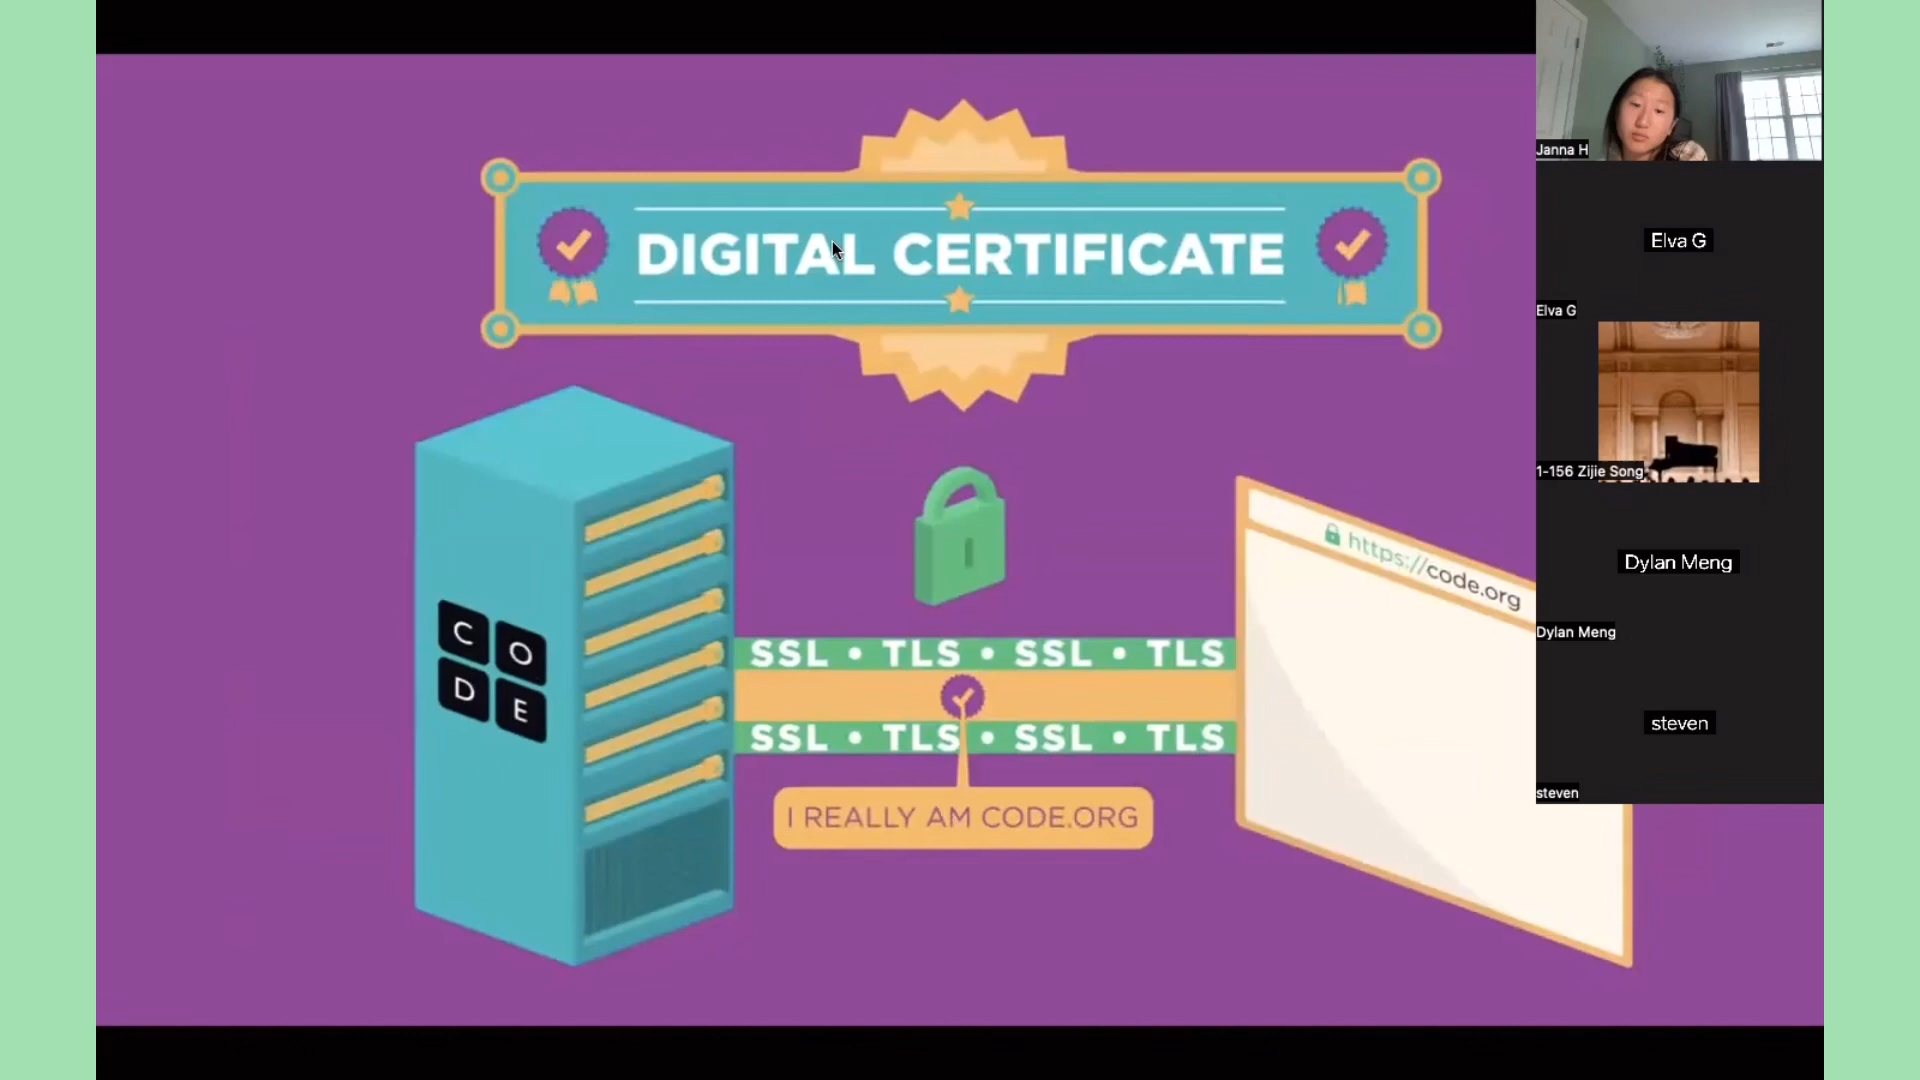 DIGITAL CERTIFICATE
C O
D E
https://code.org
SSL • TLS • SSL • TLS
SSL • TLS • SSL • TLS
I REALLY AM CODE.ORG
Janna H
Elva G
Elva G
1-156 Zijie Song
Dylan Meng
Dylan Meng
steven
steven